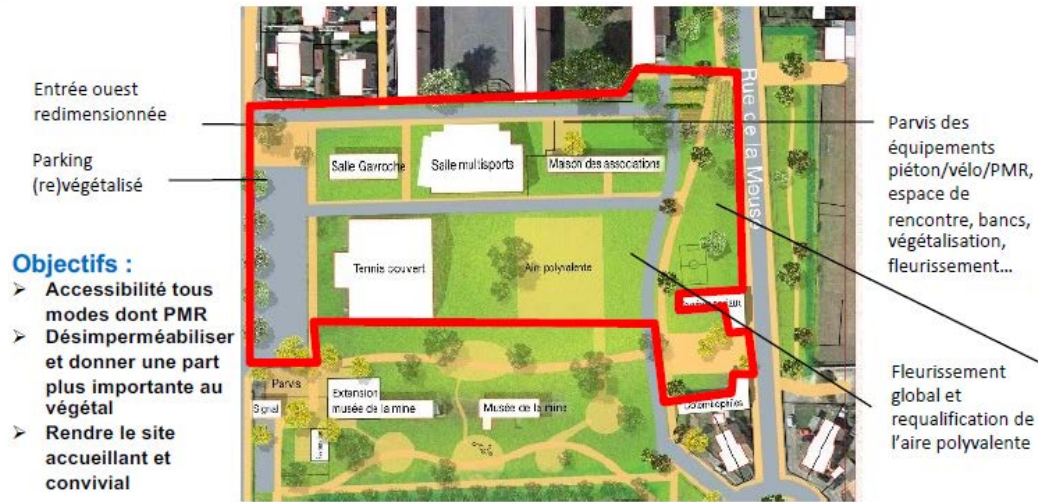 Entrée ouest
redimensionnée
Parking
(re)végétalisé
Objectifs :
➢ Accessibilité tous
modes dont PMR
➢ Désimperméabiliser
et donner une part
plus importante au
végétal
➢ Rendre le site
accueillant et
convivial
Salle Gavroche
Salle multisports
Maison des associations
Rue de la Mouse
Tennis couvert
Aire polyvalente
Parvis
Signal
Extension
musée de la mine
Musée de la mine
Parvis des
équipements
piéton/vélo/PMR,
espace de
rencontre, bancs,
végétalisation,
fleurissement…
Fleurissement
global et
requalification de
l’aire polyvalente